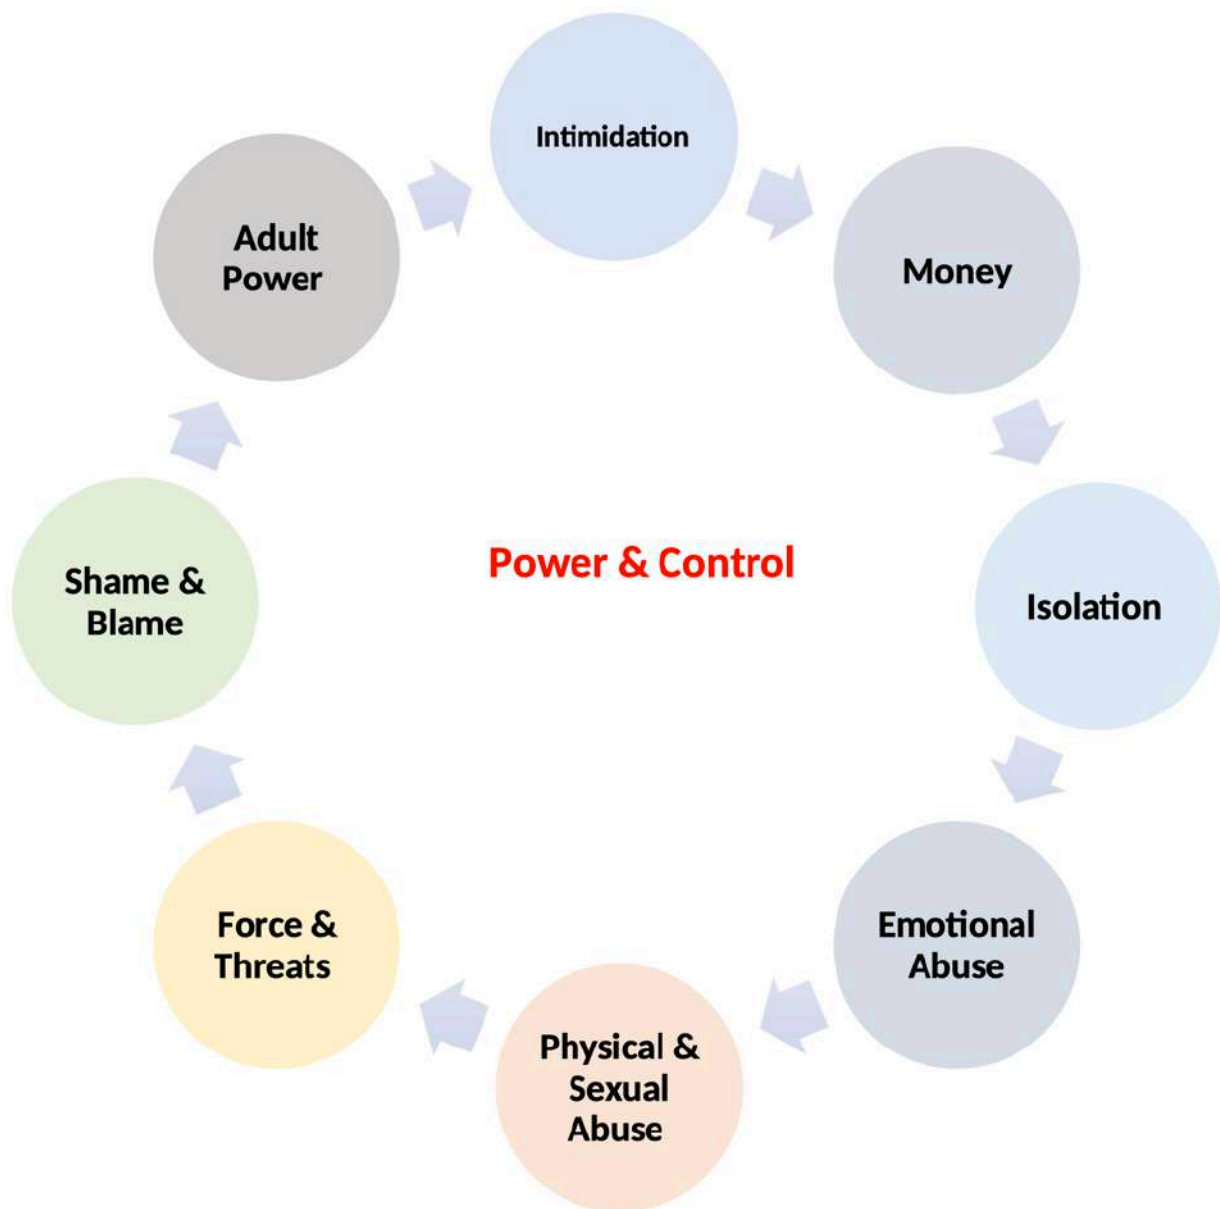 Intimidation
Money
Isolation
Emotional
Abuse
Physical &
Sexual
Abuse
Force &
Threats
Shame &
Blame
Adult
Power
Power & Control